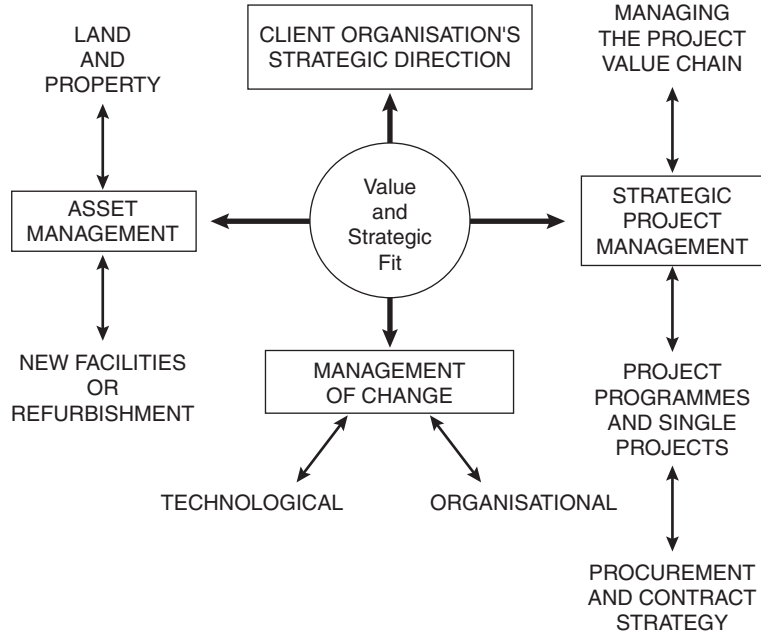 LAND
AND
PROPERTY
CLIENT ORGANISATION'S
STRATEGIC DIRECTION
MANAGING
THE PROJECT
VALUE CHAIN
ASSET
MANAGEMENT
Value
and
Strategic
Fit
STRATEGIC
PROJECT
MANAGEMENT
NEW FACILITIES
OR
REFURBISHMENT
MANAGEMENT
OF CHANGE
PROJECT
PROGRAMMES
AND SINGLE
PROJECTS
TECHNOLOGICAL
ORGANISATIONAL
PROCUREMENT
AND CONTRACT
STRATEGY